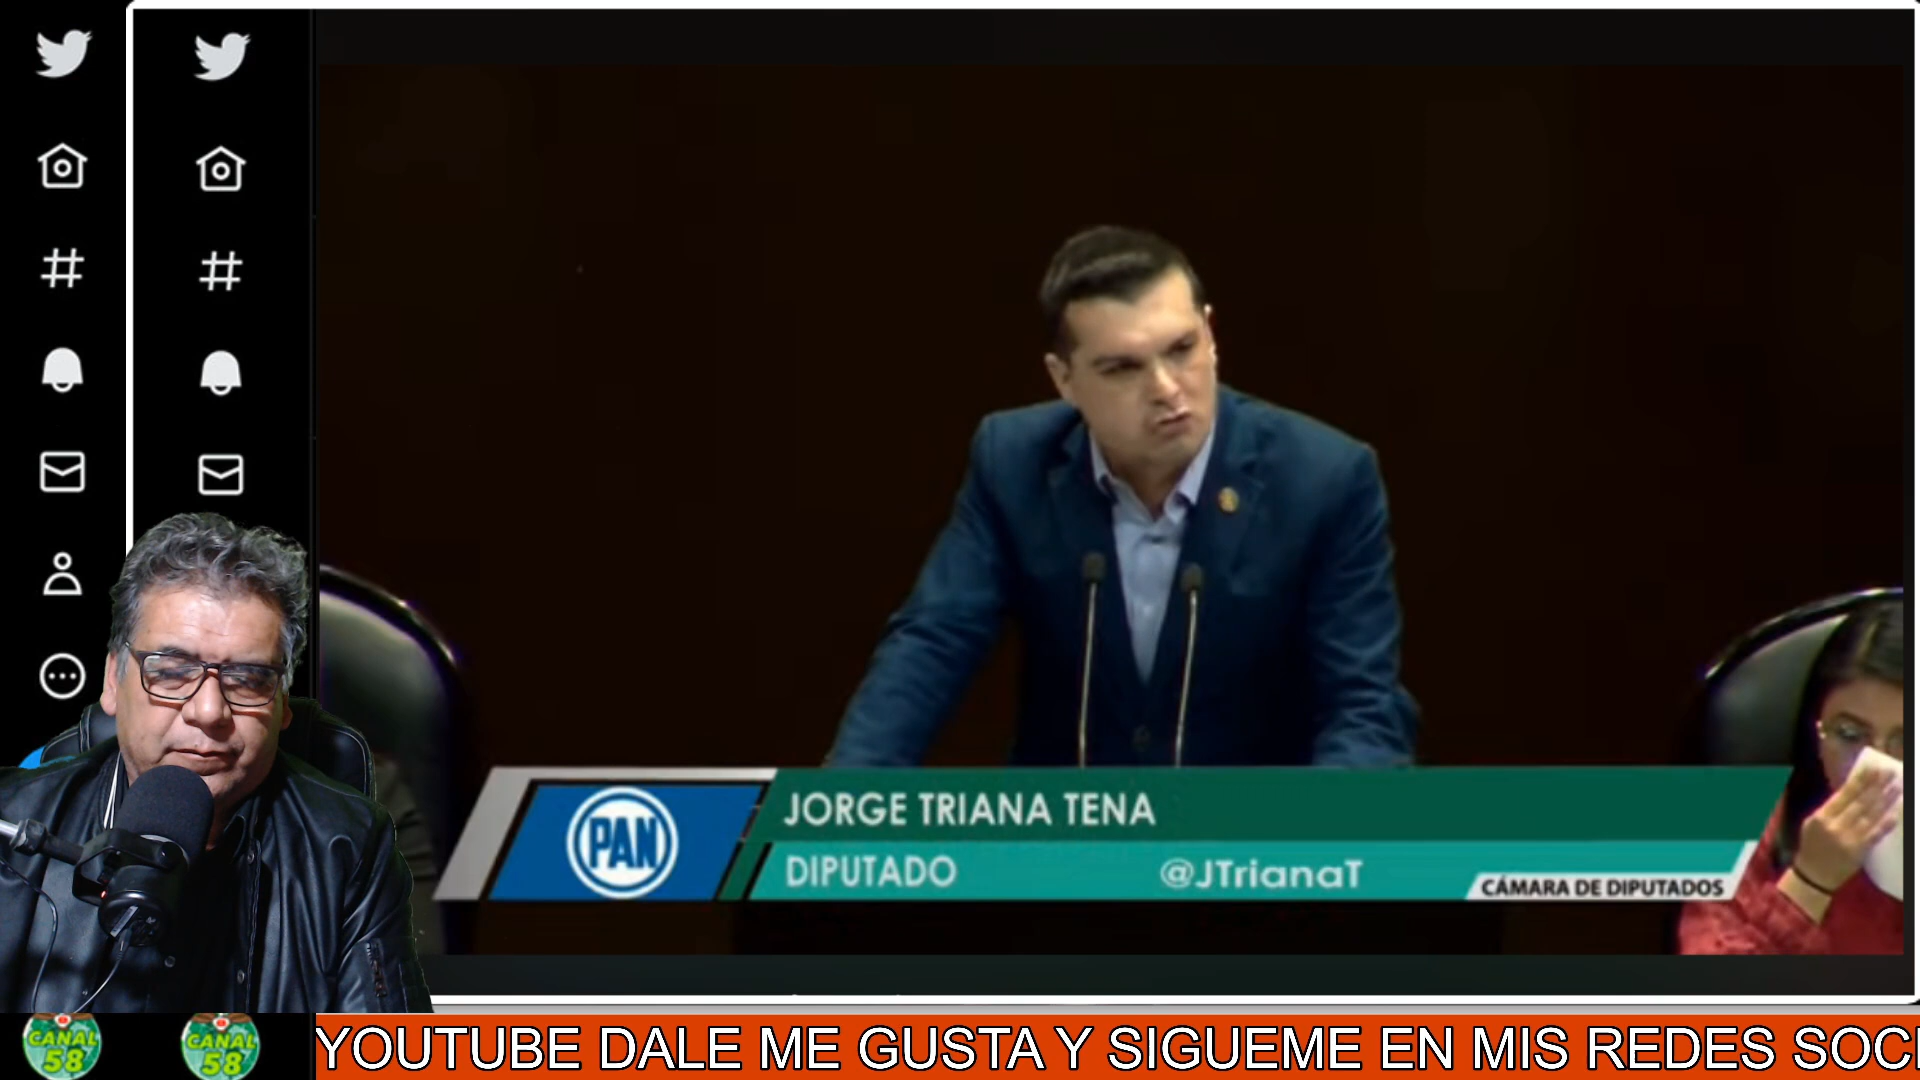 PAN
JORGE TRIANA TENA
DIPUTADO
@JTrianaT
CÁMARA DE DIPUTADOS
CANAL
58
CANAL
58
YOUTUBE DALE ME GUSTA Y SIGUEME EN MIS REDES SOCI